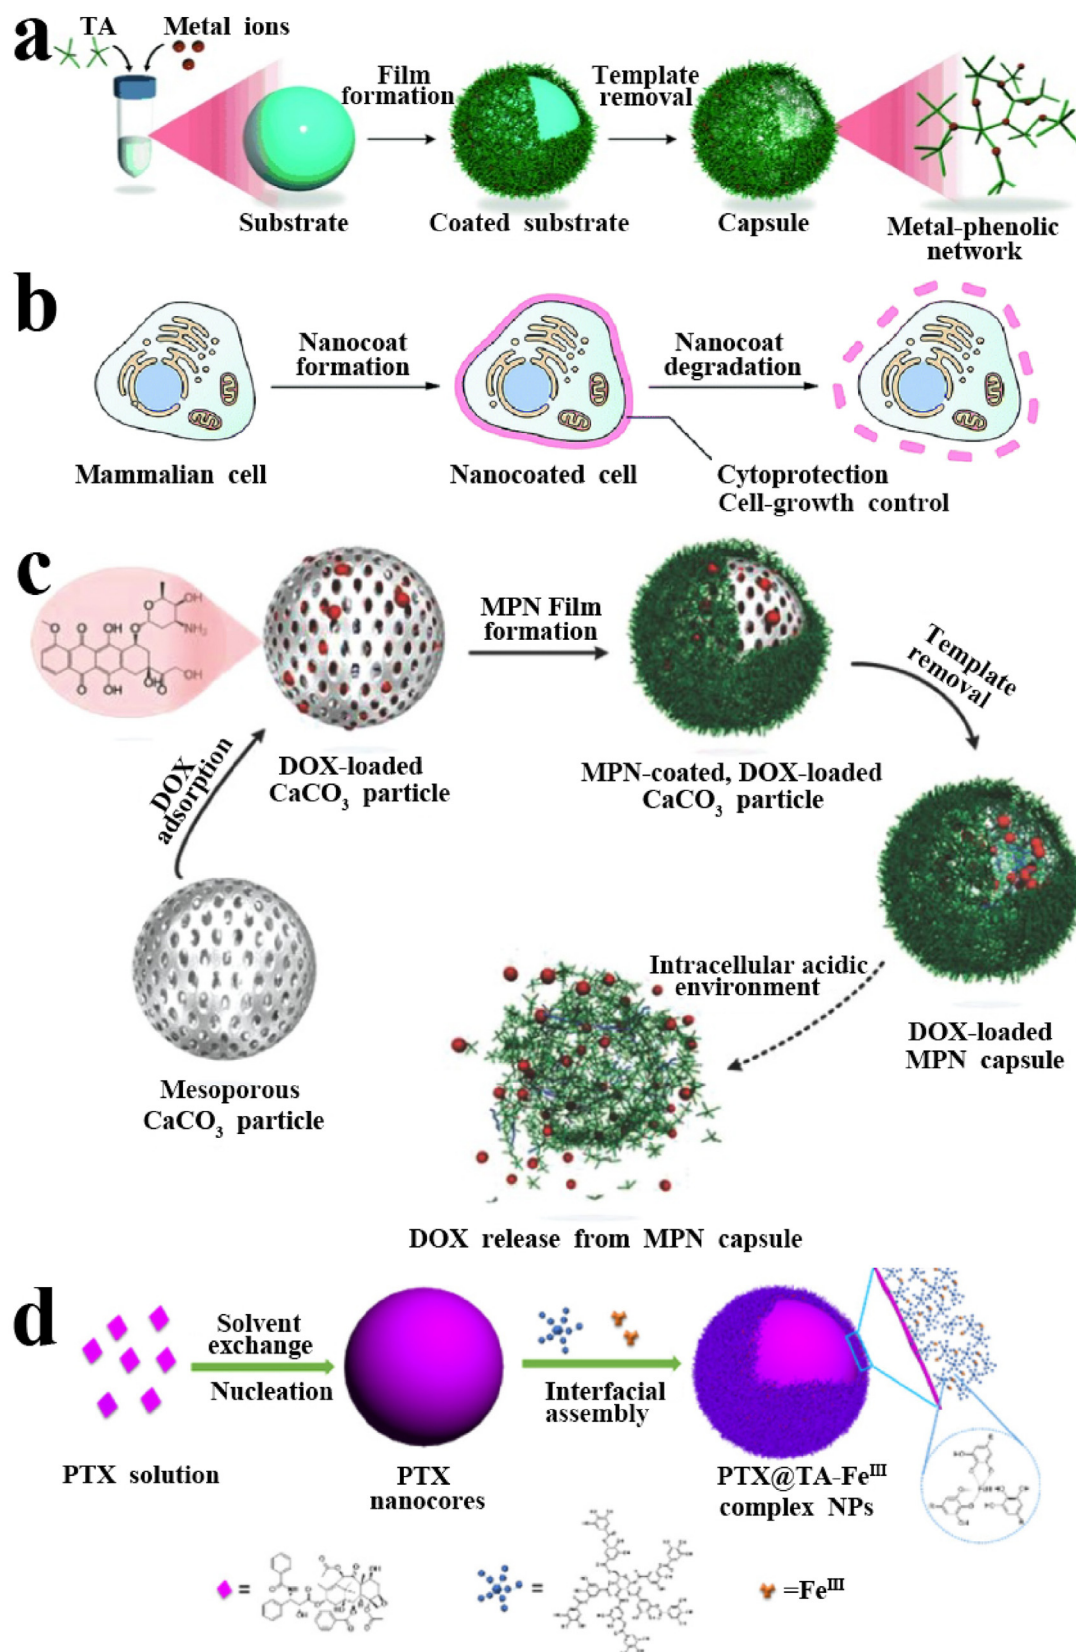 a
TA Metal ions
Film
formation
Template
removal
Substrate
Coated substrate
Capsule
Metal-phenolic
network
b
Nanocoat
formation
Nanocoat
degradation
Mammalian cell
Nanocoated cell
Cytoprotection
Cell-growth control
c
DOX-loaded
CaCO₃ particle
MPN Film
formation
MPN-coated, DOX-loaded
CaCO₃ particle
Template
removal
DOX
adsorption
Mesoporous
CaCO₃ particle
Intracellular acidic
environment
DOX-loaded
MPN capsule
DOX release from MPN capsule
d
Solvent
exchange
Nucleation
Interfacial
assembly
PTX solution
PTX
nanocores
PTX@TA-Feᴵᴵᴵ
complex NPs
=
=
=Feᴵᴵᴵ